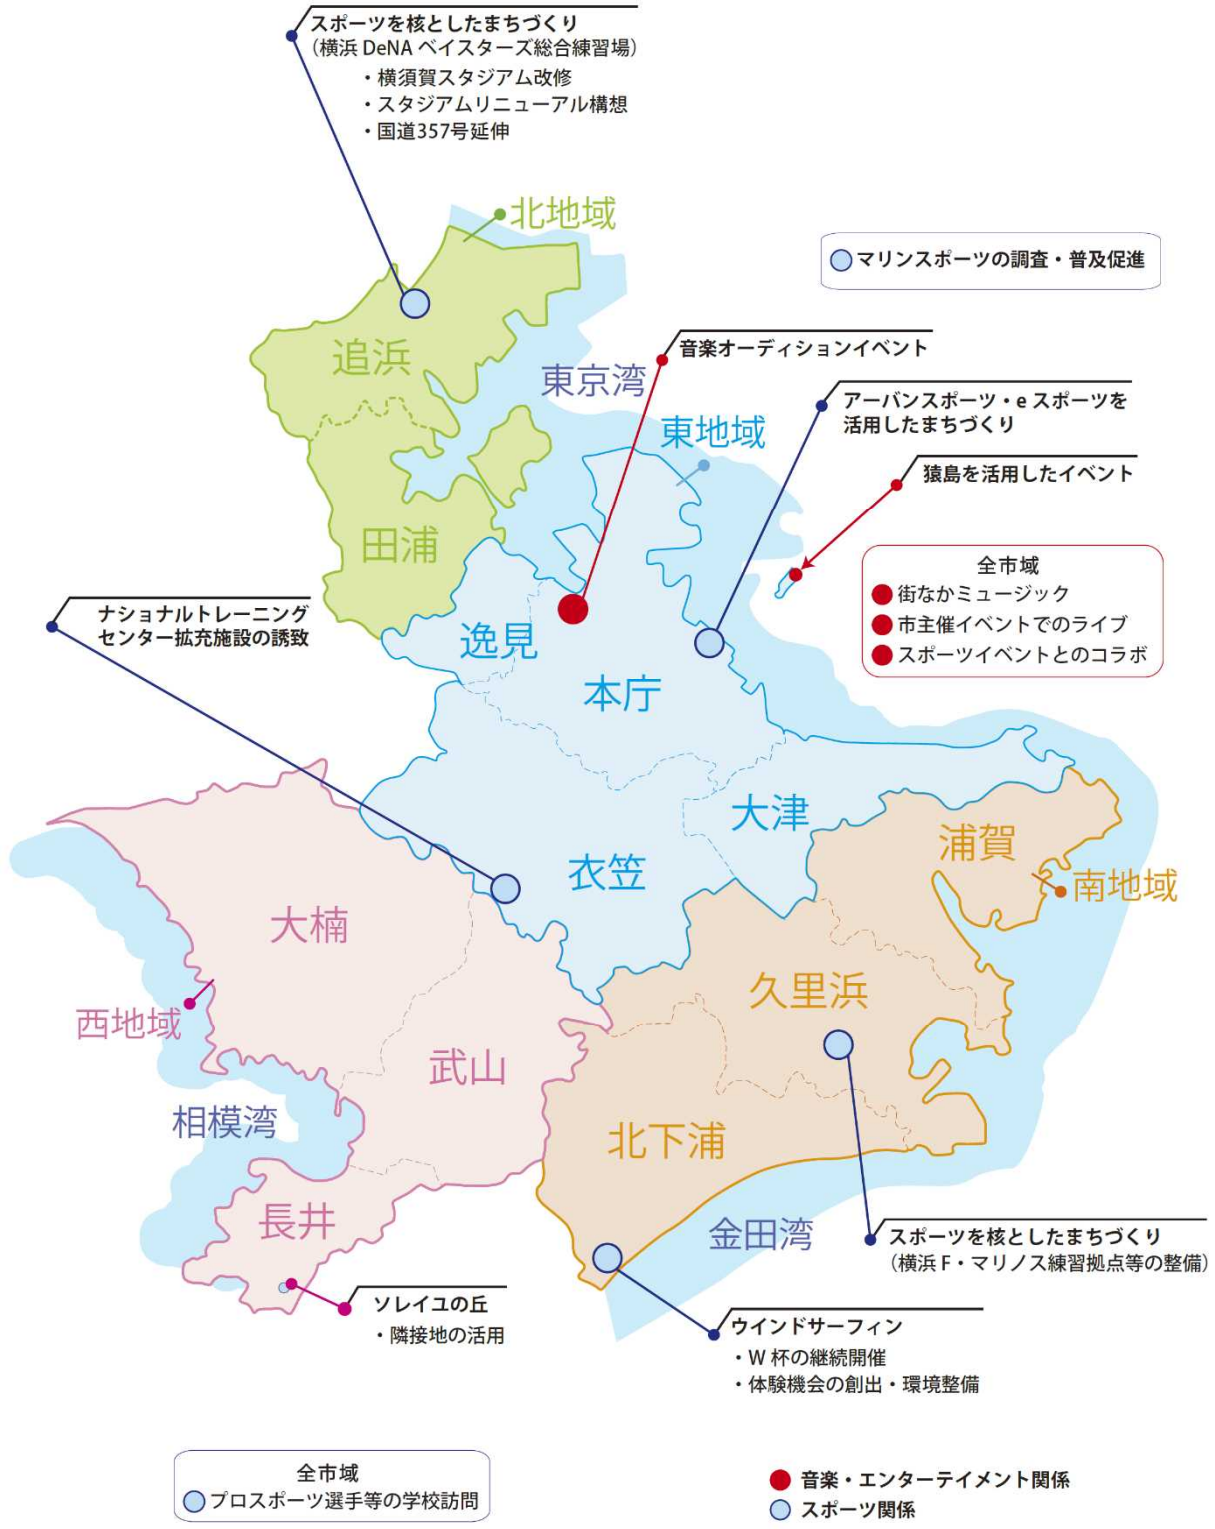 スポーツを核としたまちづくり
(横浜 DeNA ベイスターズ総合練習場)
・横須賀スタジアム改修
・スタジアムリニューアル構想
・国道357号延伸
北地域
マリンスポーツの調査・普及促進
追浜
東京湾
音楽オーディションイベント
アーバンスポーツ・e スポーツを
活用したまちづくり
東地域
猿島を活用したイベント
田浦
全市域
街なかミュージック
市主催イベントでのライブ
スポーツイベントとのコラボ
ナショナルトレーニング
センター拡充施設の誘致
逸見
本庁
大津
浦賀
衣笠
南地域
大楠
久里浜
西地域
武山
相模湾
北下浦
長井
金田湾
スポーツを核としたまちづくり
(横浜 F・マリノス練習拠点等の整備)
ソレイユの丘
・隣接地の活用
ウインドサーフィン
・W 杯の継続開催
・体験機会の創出・環境整備
全市域
プロスポーツ選手等の学校訪問
音楽・エンターテイメント関係
スポーツ関係